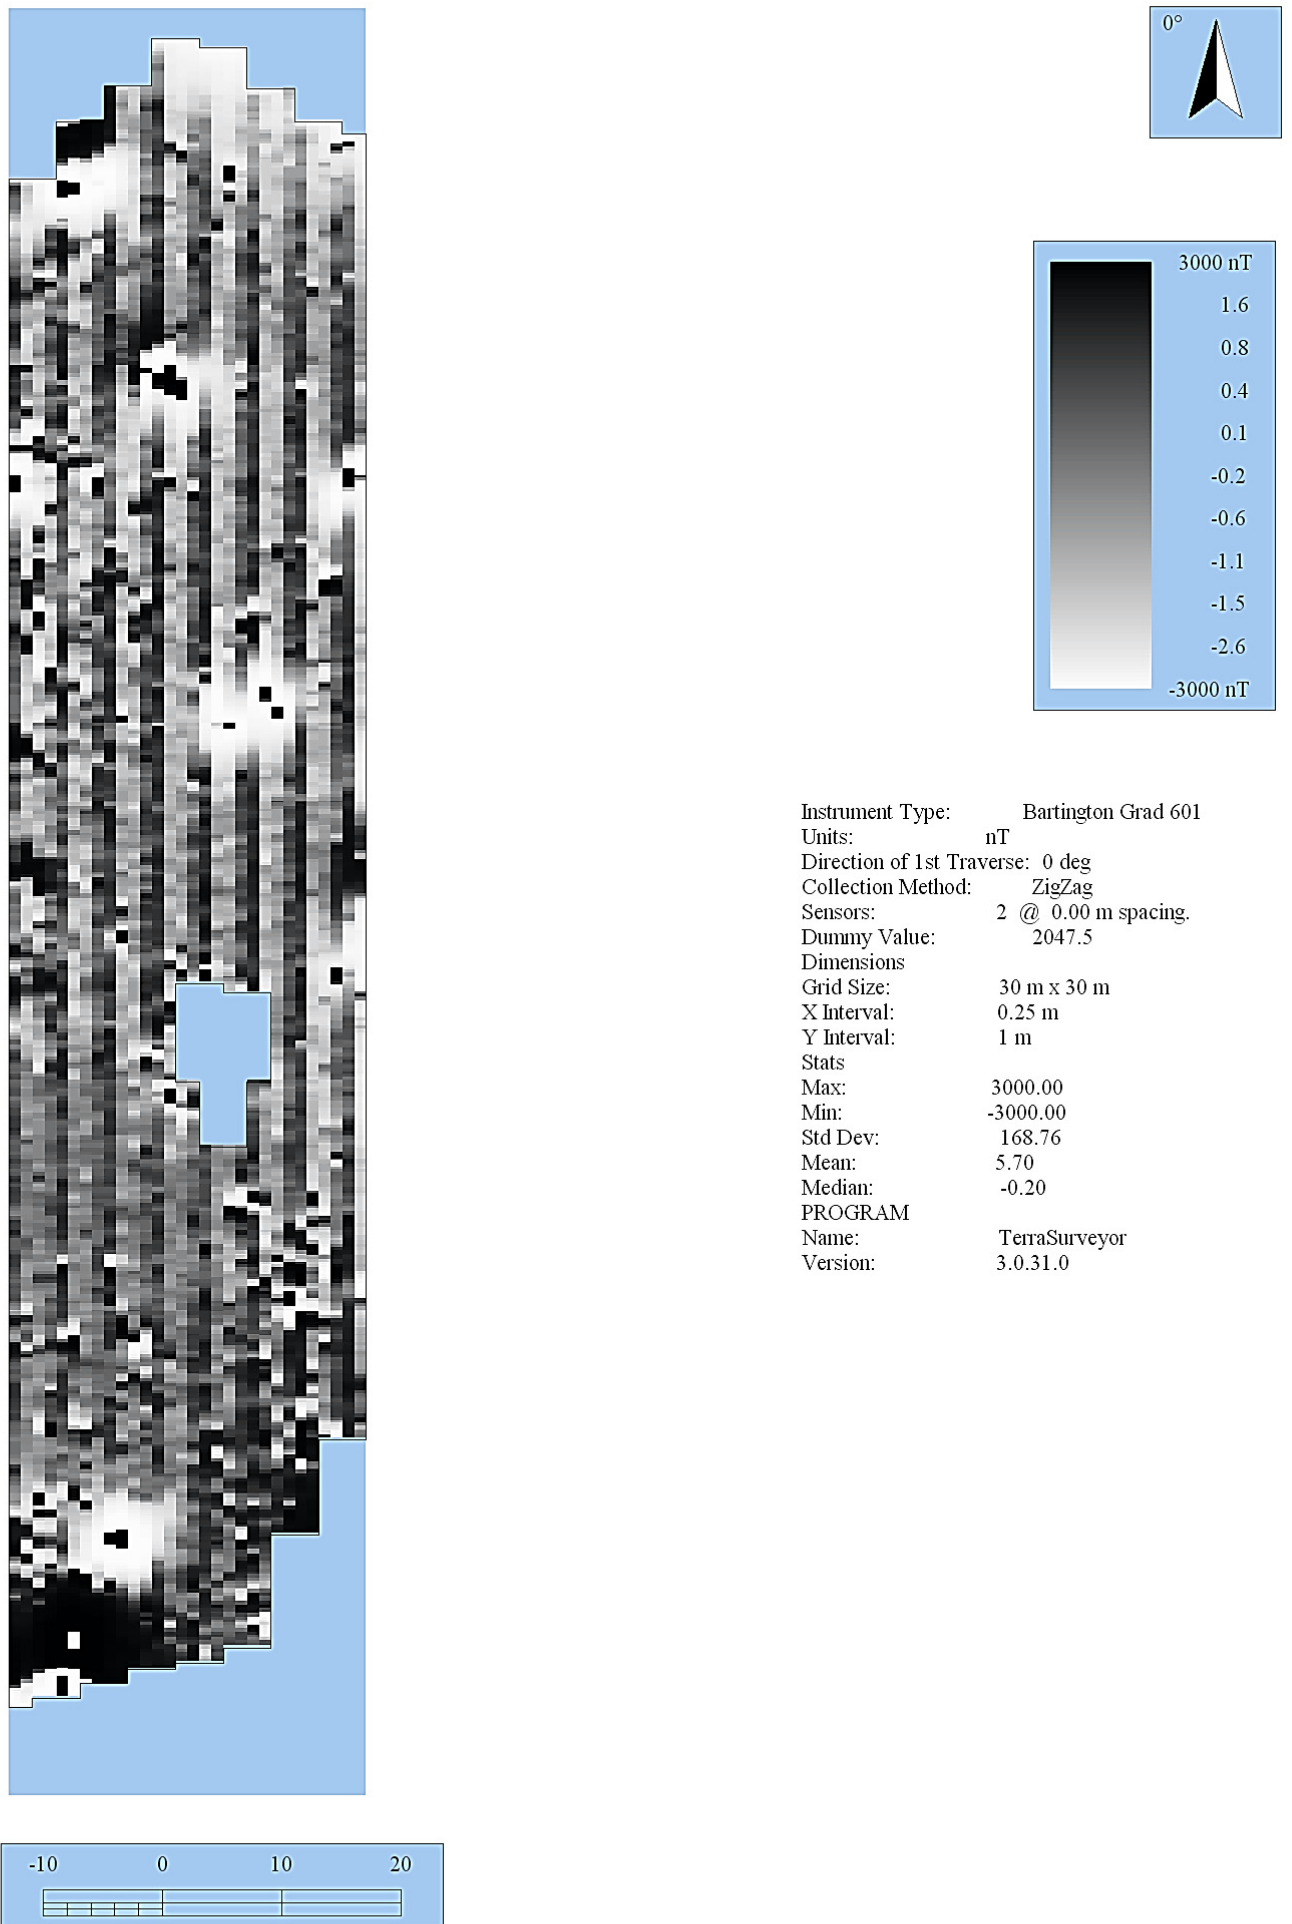 0°
3000 nT
1.6
0.8
0.4
0.1
-0.2
-0.6
-1.1
-1.5
-2.6
-3000 nT
Instrument Type: Bartington Grad 601
Units: nT
Direction of 1st Traverse: 0 deg
Collection Method: ZigZag
Sensors: 2 @ 0.00 m spacing.
Dummy Value: 2047.5
Dimensions
Grid Size: 30 m x 30 m
X Interval: 0.25 m
Y Interval: 1 m
Stats
Max: 3000.00
Min: -3000.00
Std Dev: 168.76
Mean: 5.70
Median: -0.20
PROGRAM
Name: TerraSurveyor
Version: 3.0.31.0
-10 0 10 20